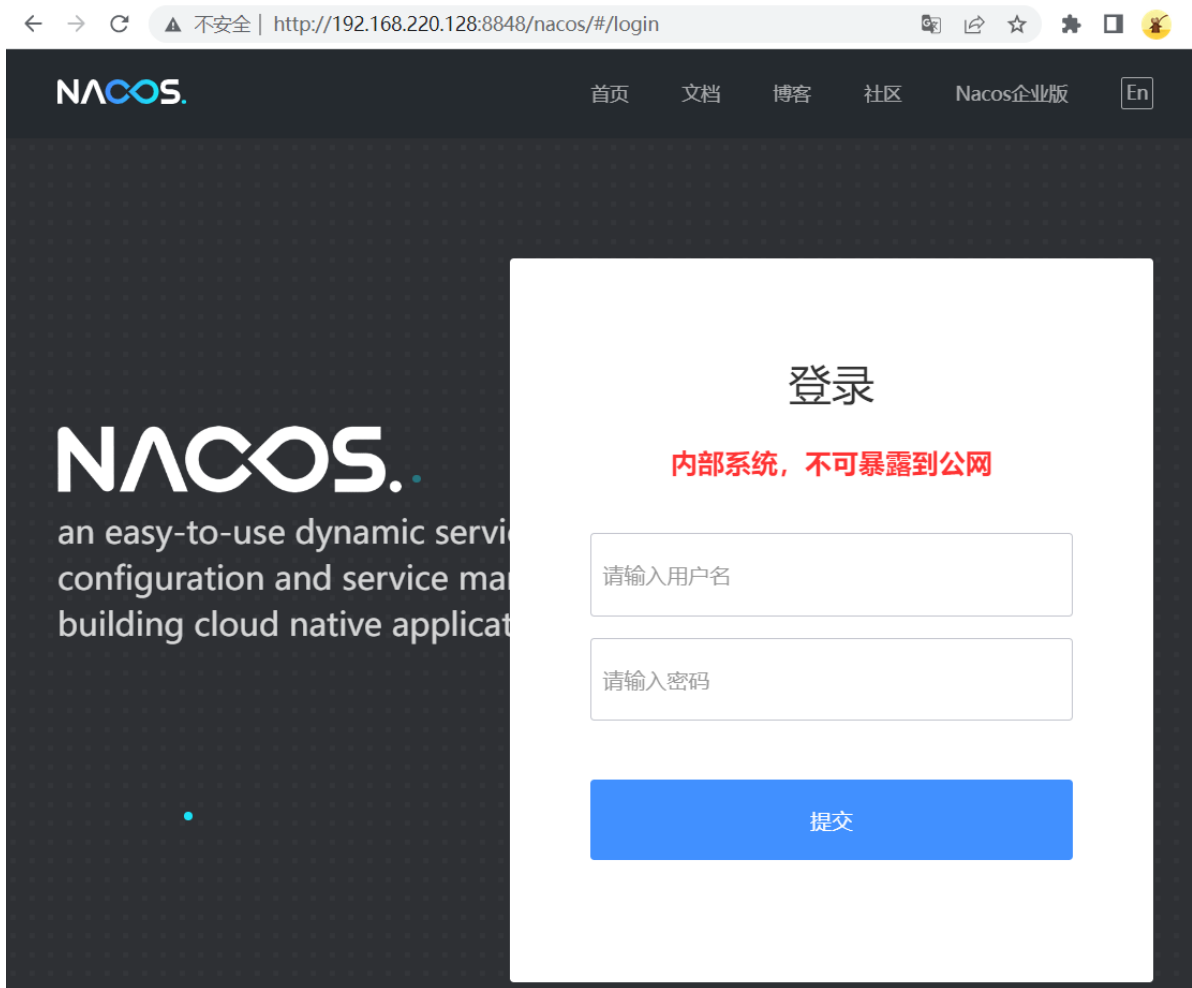 不安全 | http://192.168.220.128:8848/nacos/#/login
NACOS. 首页 文档 博客 社区 Nacos企业版 En
登录
内部系统，不可暴露到公网
NACOS.
an easy-to-use dynamic
configuration and service
building cloud native
请输入用户名
请输入密码
提交